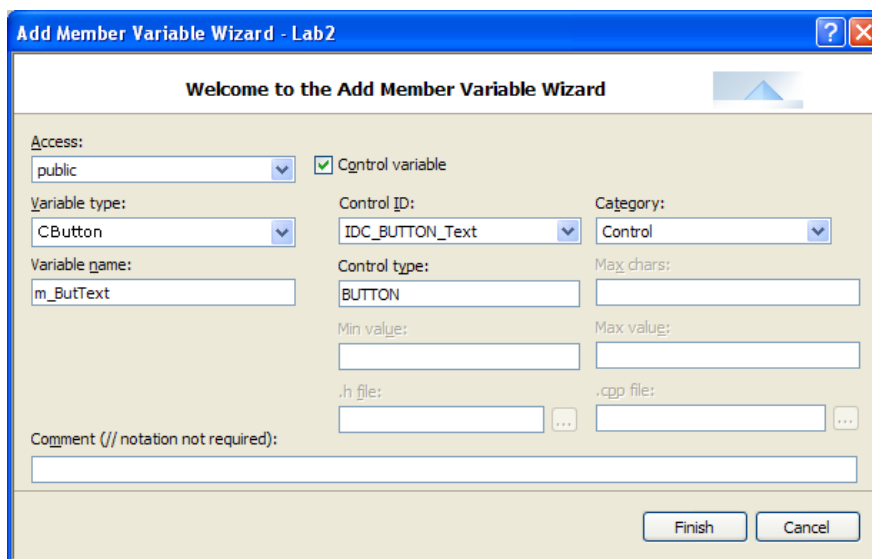 Add Member Variable Wizard - Lab2
Welcome to the Add Member Variable Wizard
Access:
public
Control variable
Variable type:
Control ID:
Category:
CButton
IDC_BUTTON_Text
Control
Variable name:
Control type:
Max chars:
m_ButText
BUTTON
Min value:
Max value:
.h file:
.cpp file:
...
...
Comment (// notation not required):
Finish
Cancel